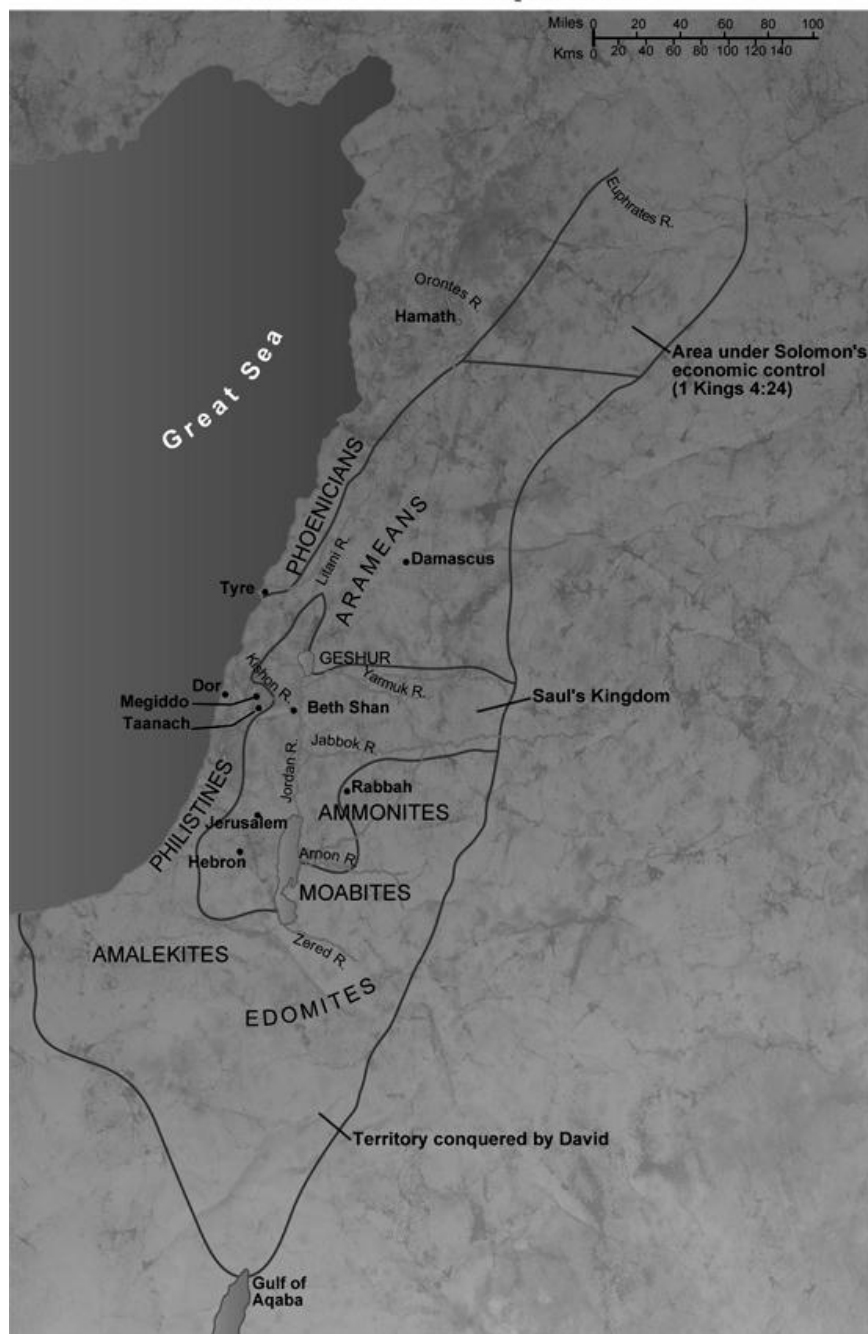 Miles 0 20 40 60 80 100
Kms 0 20 40 60 80 100 120 140
Euphrates R.
Orontes R.
Hamath
Area under Solomon's
economic control
(1 Kings 4:24)
Great Sea
PHOENICIANS
Litani R.
ARAMEANS
Damascus
Tyre
GESHUR
Kishon R.
Yarmuk R.
Dor
Megiddo
Taanach
Beth Shan
Saul's Kingdom
Jabbok R.
Jordan R.
Rabbah
AMMONITES
PHILISTINES
Jerusalem
Hebron
Arnon R.
MOABITES
AMALEKITES
Zered R.
EDOMITES
Territory conquered by David
Gulf of
Aqaba